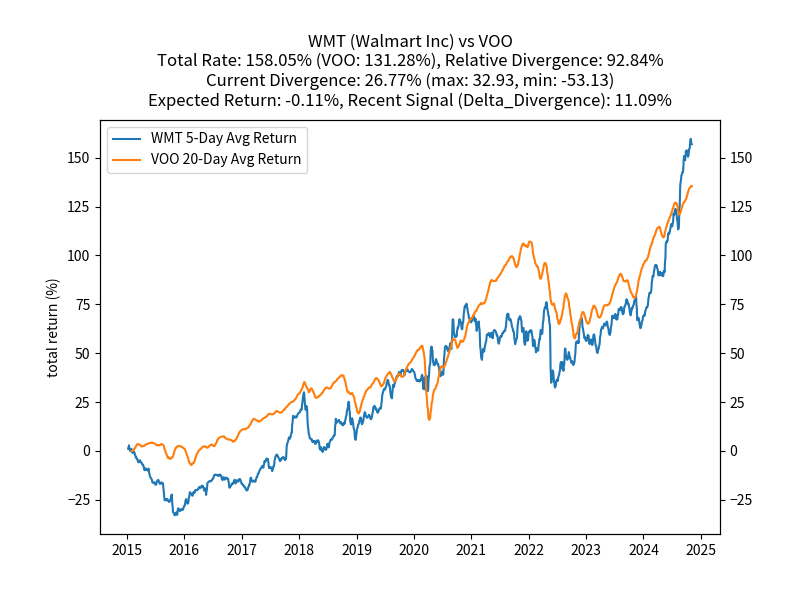 WMT (Walmart Inc) vs VOO
Total Rate: 158.05% (VOO: 131.28%), Relative Divergence: 92.84%
Current Divergence: 26.77% (max: 32.93, min: -53.13)
Expected Return: -0.11%, Recent Signal (Delta_Divergence): 11.09%
WMT 5-Day Avg Return
VOO 20-Day Avg Return
total return (%)
150
125
100
75
50
25
0
−25
150
125
100
75
50
25
0
−25
2015 2016 2017 2018 2019 2020 2021 2022 2023 2024 2025